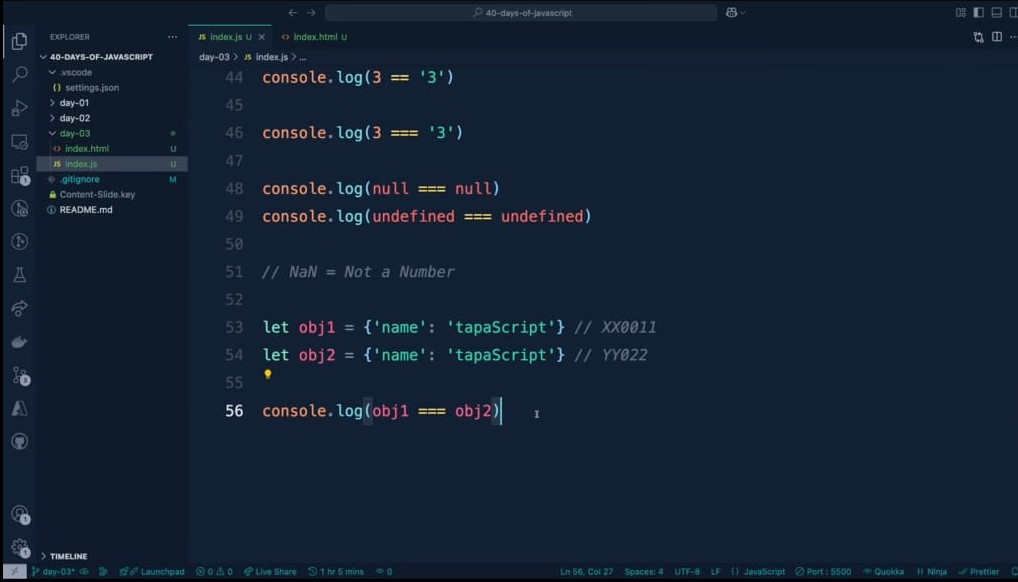 40-days-of-javascript
EXPLORER
40-DAYS-OF-JAVASCRIPT
.vscode
{} settings.json
day-01
day-02
day-03
<> index.html U
JS index.js U
.gitignore M
Content-Slide.key
README.md
TIMELINE
JS index.js U
<> index.html U
day-03 > JS index.js > ...
44 console.log(3 == '3')
45
46 console.log(3 === '3')
47
48 console.log(null === null)
49 console.log(undefined === undefined)
50
51 // NaN = Not a Number
52
53 let obj1 = {'name': 'tapaScript'} // XX0011
54 let obj2 = {'name': 'tapaScript'} // YY022
55
56 console.log(obj1 === obj2)
1
3
1
1
day-03* Launchpad 0 0 Live Share 1 hr 5 mins 0 Ln 56, Col 27 Spaces: 4 UTF-8 LF {} JavaScript Port : 5500 Quokka Ninja Prettier